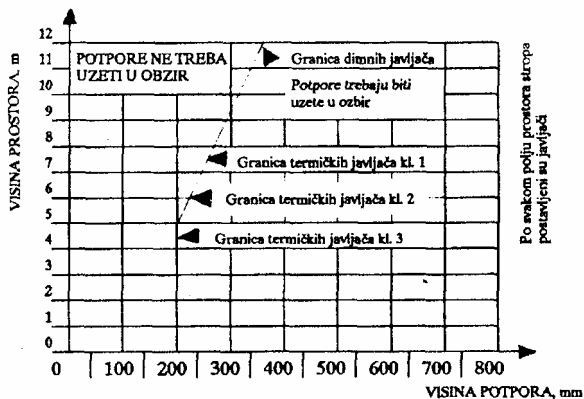 VISINA PROSTORA, m
12
11
10
9
8
7
6
5
4
3
2
1
0
POTPORE NE TREBA
UZETI U OBZIR
Granica dimnih javljača
Potpore trebaju biti
uzete u ozbir
Granica termičkih javljača kl. 1
Granica termičkih javljača kl. 2
Granica termičkih javljača kl. 3
Po svakom polju prostora stropa
postavljeni su javljači
0 100 200 300 400 500 600 700 800
VISINA POTPORA, mm